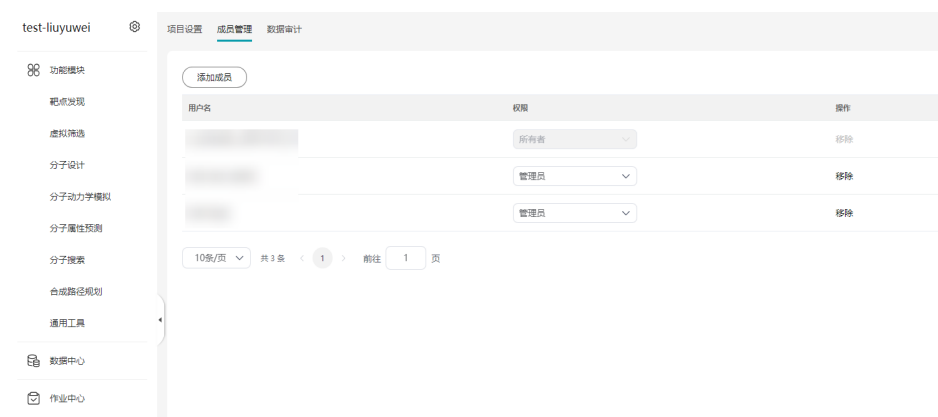 test-liuyuwei
项目设置 成员管理 数据审计
功能模块
靶点发现
虚拟筛选
分子设计
分子动力学模拟
分子属性预测
分子搜索
合成路径规划
通用工具
数据中心
作业中心
添加成员
用户名 权限 操作
所有者 移除
管理员 移除
管理员 移除
10条/页 共 3 条 1 前往 1 页